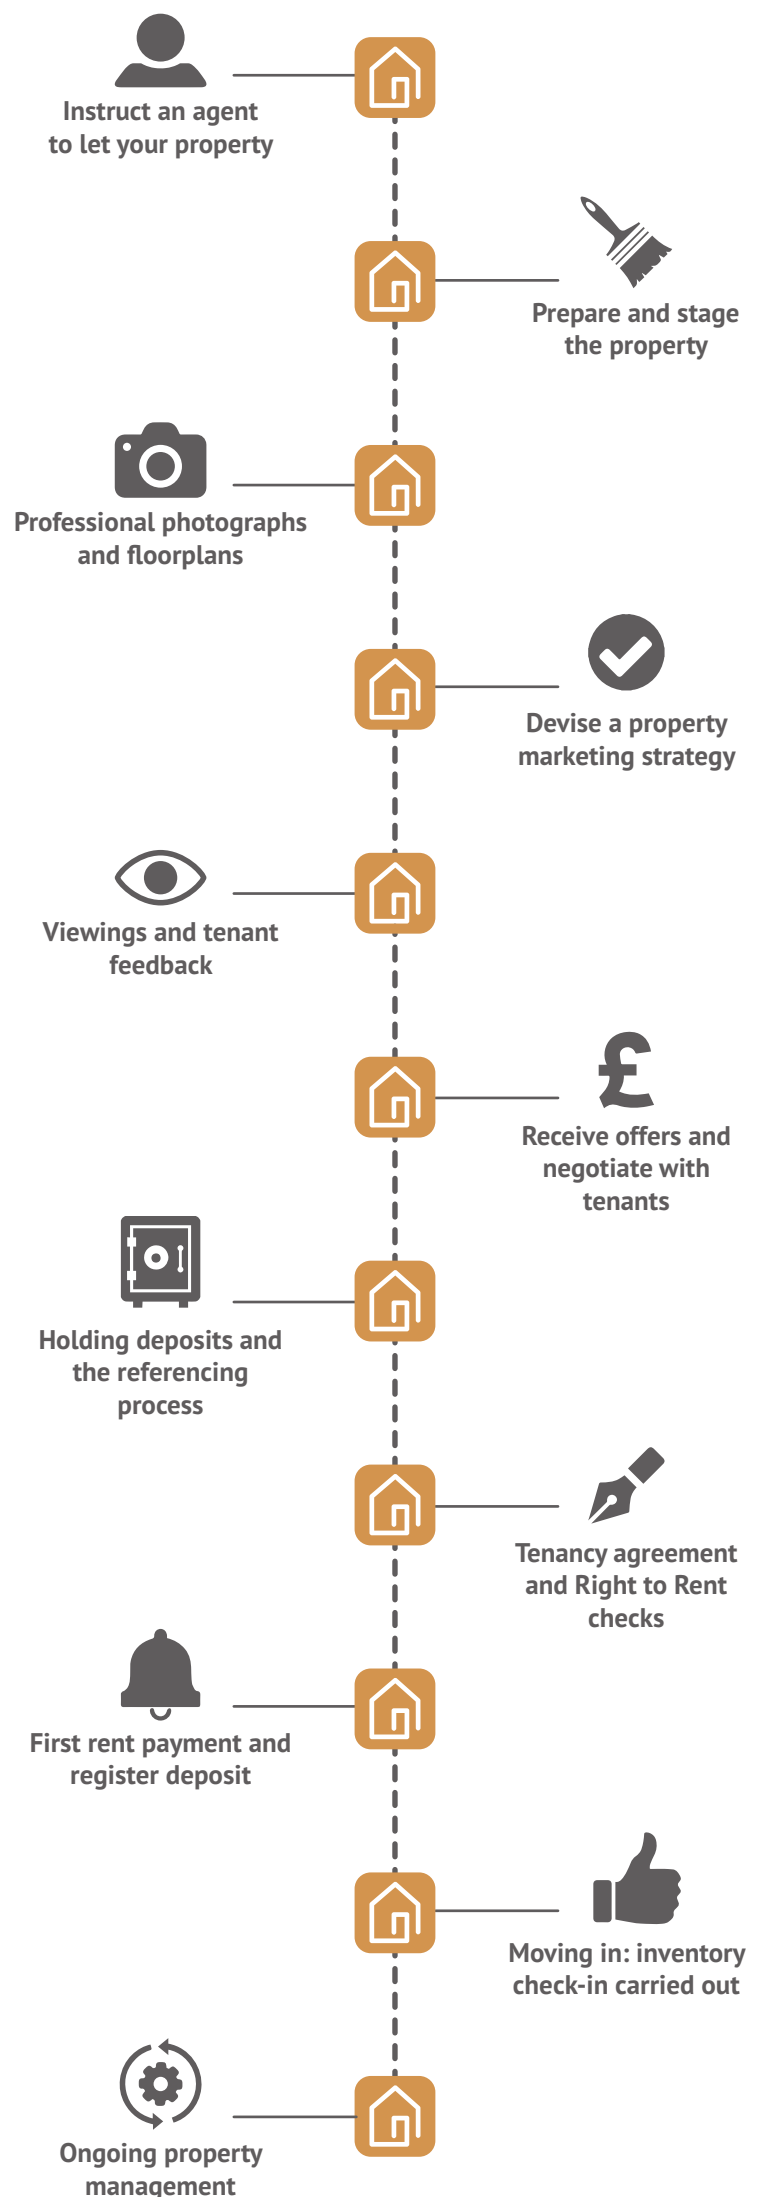 Instruct an agent
to let your property
Prepare and stage
the property
Professional photographs
and floorplans
Devise a property
marketing strategy
Viewings and tenant
feedback
£
Receive offers and
negotiate with
tenants
Holding deposits and
the referencing
process
Tenancy agreement
and Right to Rent
checks
First rent payment and
register deposit
Moving in: inventory
check-in carried out
Ongoing property
management